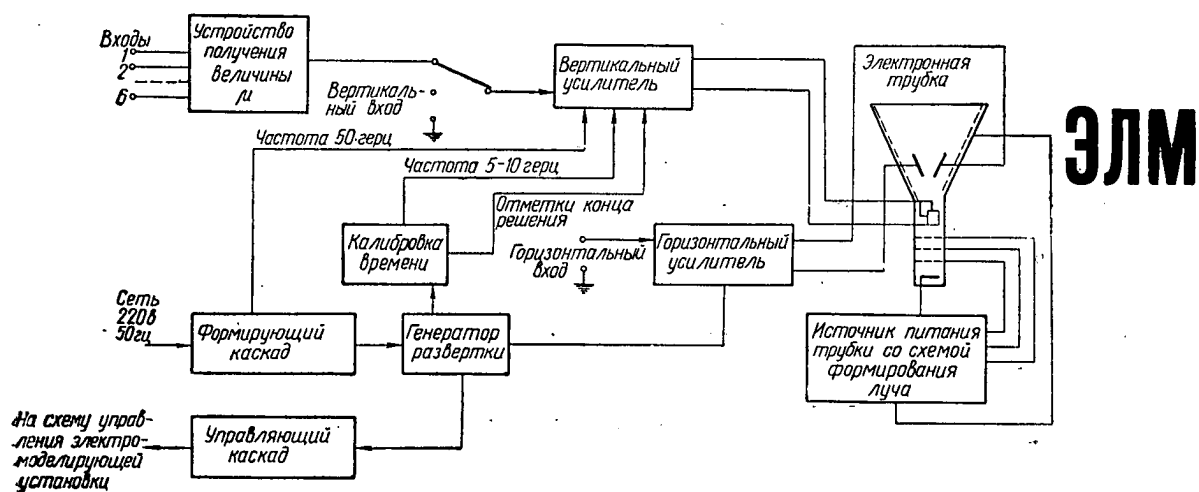 Входы
1
2
6
Устройство
получения
величины
μ
Вертикаль-
ный вход
Вертикальный
усилитель
Электронная
трубка
ЭЛМ
Частота 50 герц
Частота 5-10 герц
Отметки конца
решения
Калибровка
времени
Горизонтальный
вход
Горизонтальный
усилитель
Сеть
220в
50гц
Формирующий
каскад
Генератор
развертки
Источник питания
трубки со схемой
формирования
луча
На схему управ-
ления электро-
моделирующей
установки
Управляющий
каскад